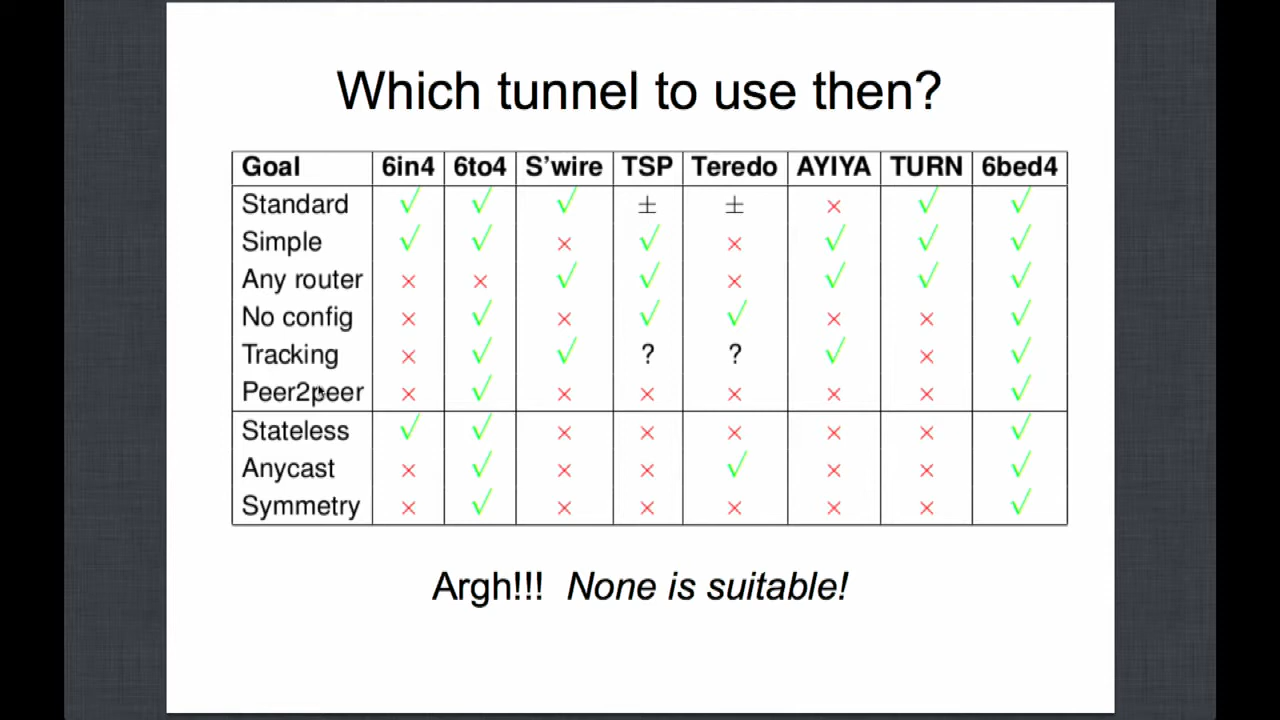 Which tunnel to use then?
Goal 6in4 6to4 S'wire TSP Teredo AYIYA TURN 6bed4
Standard √ √ √ ± ± × √ √
Simple √ √ × √ × √ √ √
Any router × × √ √ × √ √ √
No config × √ × √ √ × × √
Tracking × √ √ ? ? √ × √
Peer2peer × √ × × × × × √
Stateless √ √ × × × × × √
Anycast × √ × × √ × × √
Symmetry × √ × × × × × √
Argh!!! None is suitable!